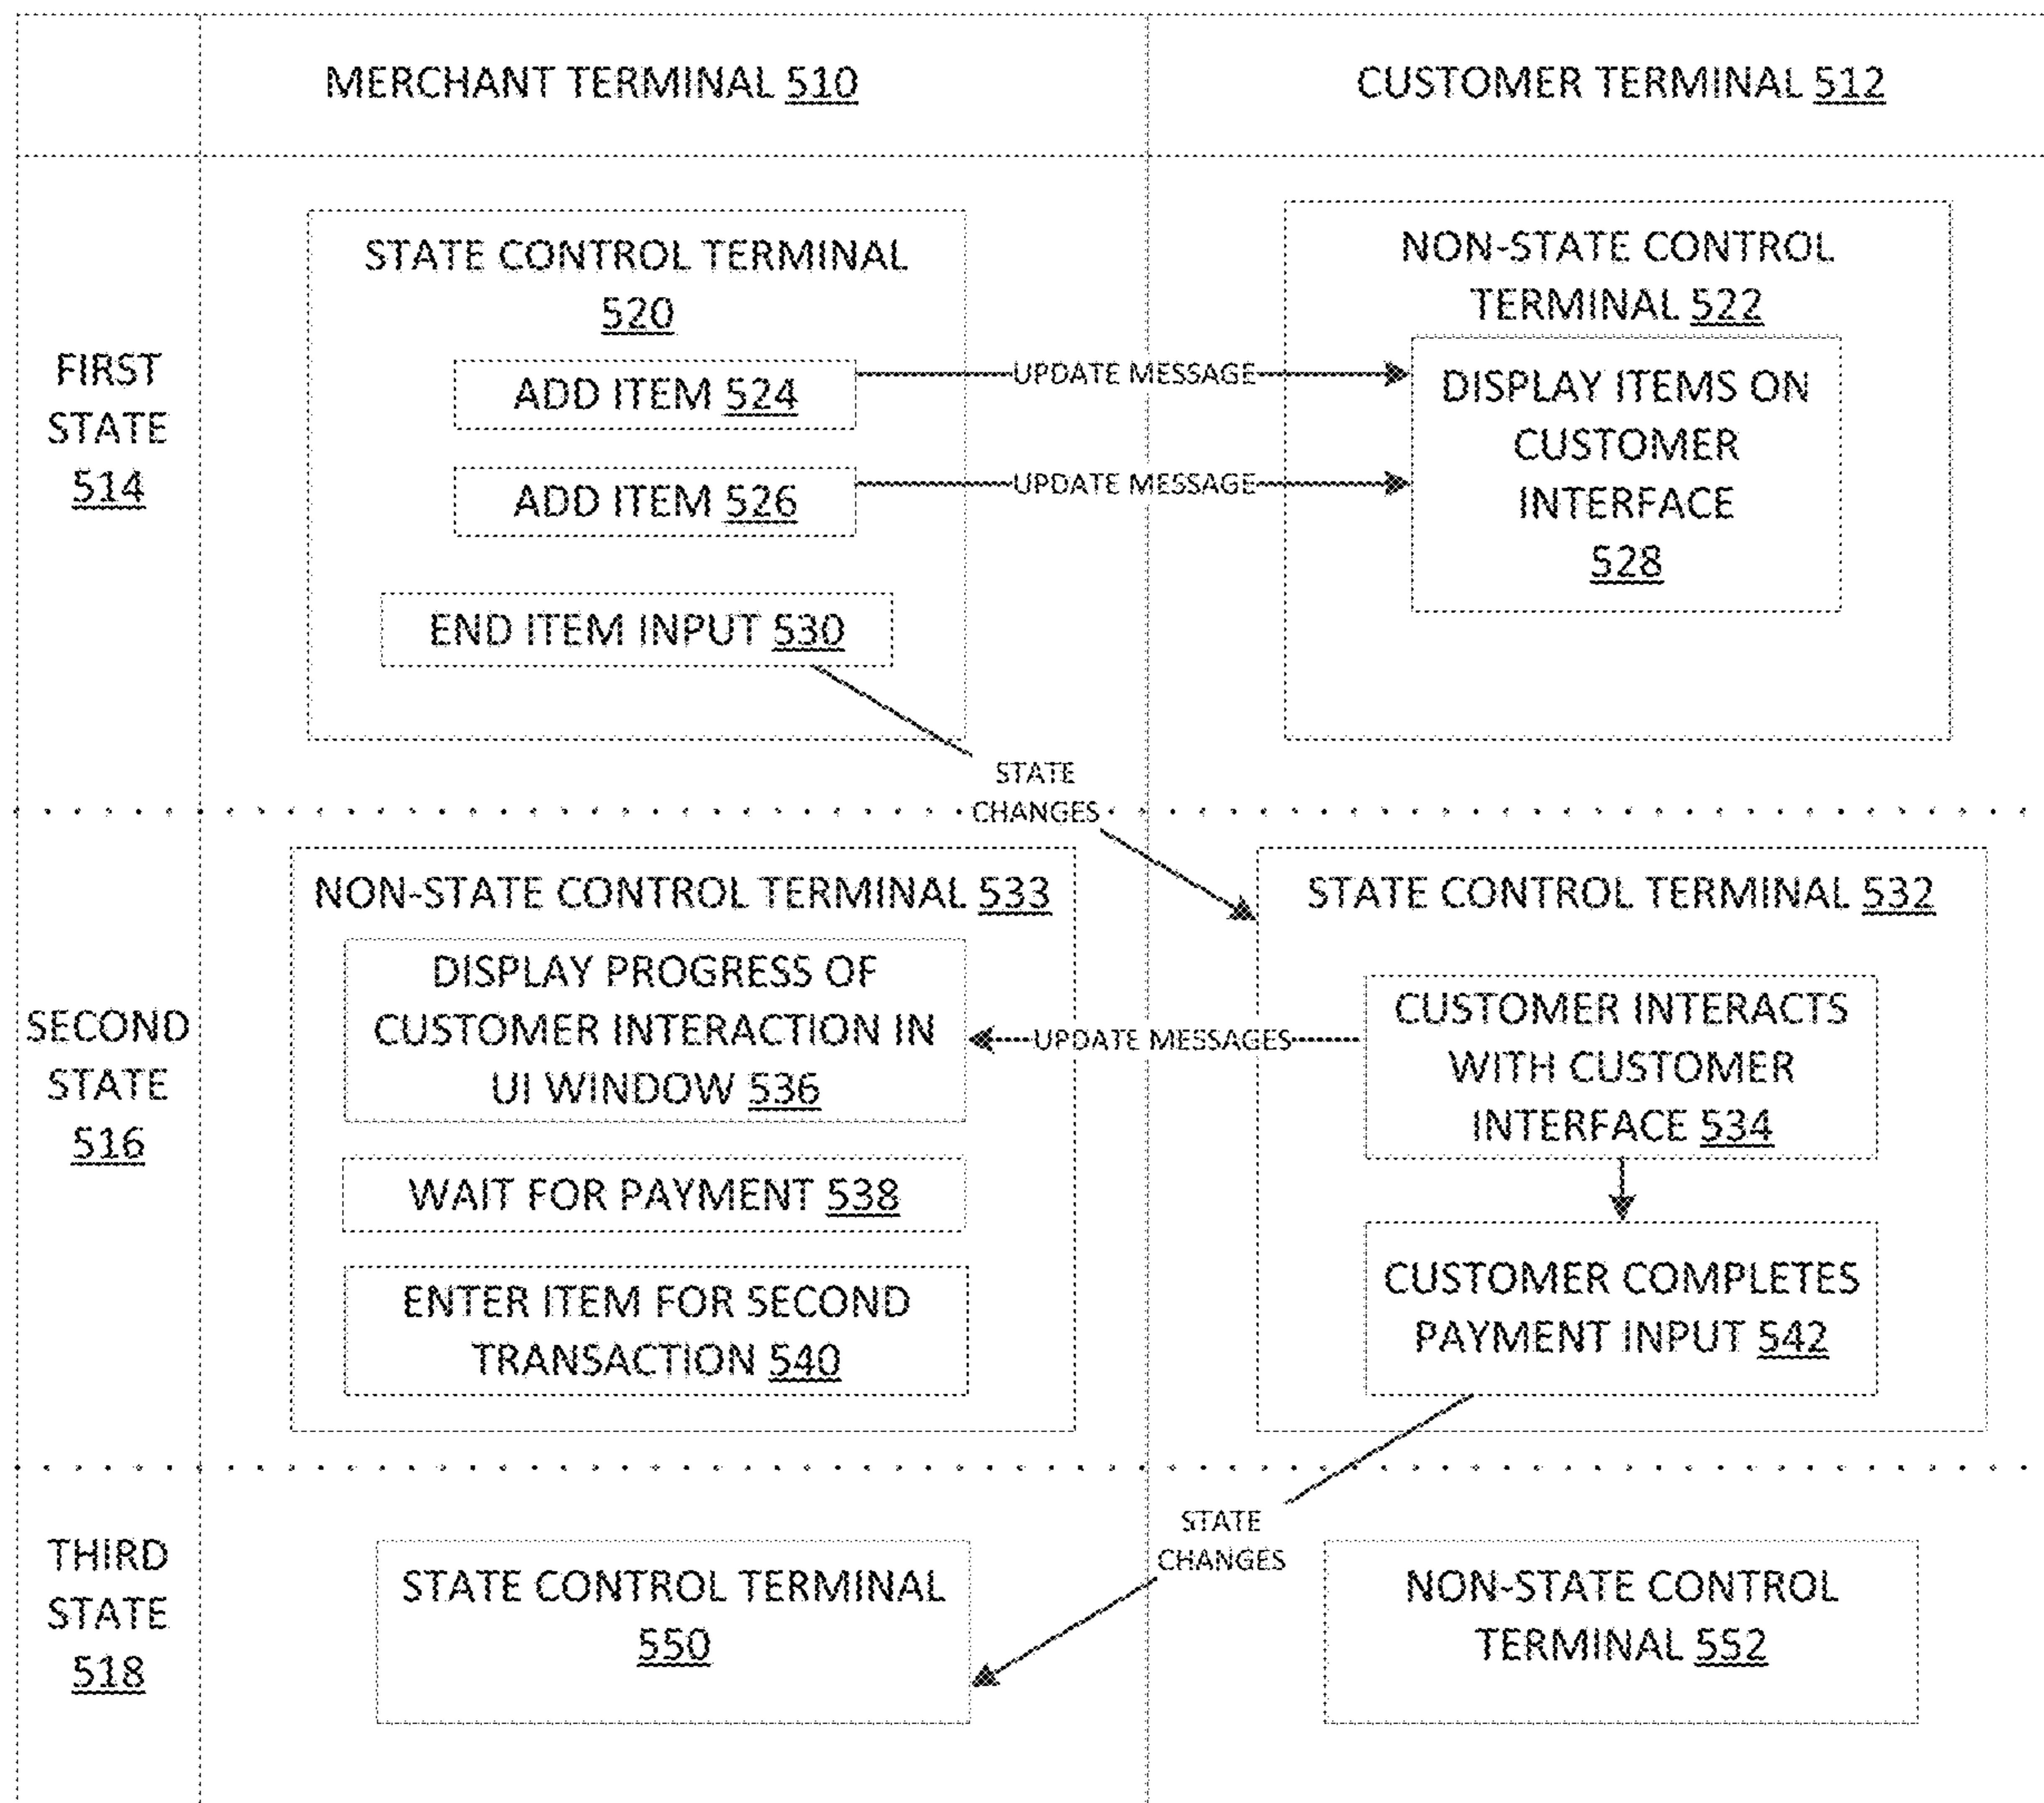 MERCHANT TERMINAL 510
CUSTOMER TERMINAL 512
FIRST
STATE
514
STATE CONTROL TERMINAL
520
ADD ITEM 524
ADD ITEM 526
END ITEM INPUT 530
UPDATE MESSAGE
UPDATE MESSAGE
NON-STATE CONTROL
TERMINAL 522
DISPLAY ITEMS ON
CUSTOMER
INTERFACE
528
STATE
CHANGES
SECOND
STATE
516
NON-STATE CONTROL TERMINAL 533
DISPLAY PROGRESS OF
CUSTOMER INTERACTION IN
UI WINDOW 536
WAIT FOR PAYMENT 538
ENTER ITEM FOR SECOND
TRANSACTION 540
UPDATE MESSAGES
STATE CONTROL TERMINAL 532
CUSTOMER INTERACTS
WITH CUSTOMER
INTERFACE 534
CUSTOMER COMPLETES
PAYMENT INPUT 542
STATE
CHANGES
THIRD
STATE
518
STATE CONTROL TERMINAL
550
NON-STATE CONTROL
TERMINAL 552